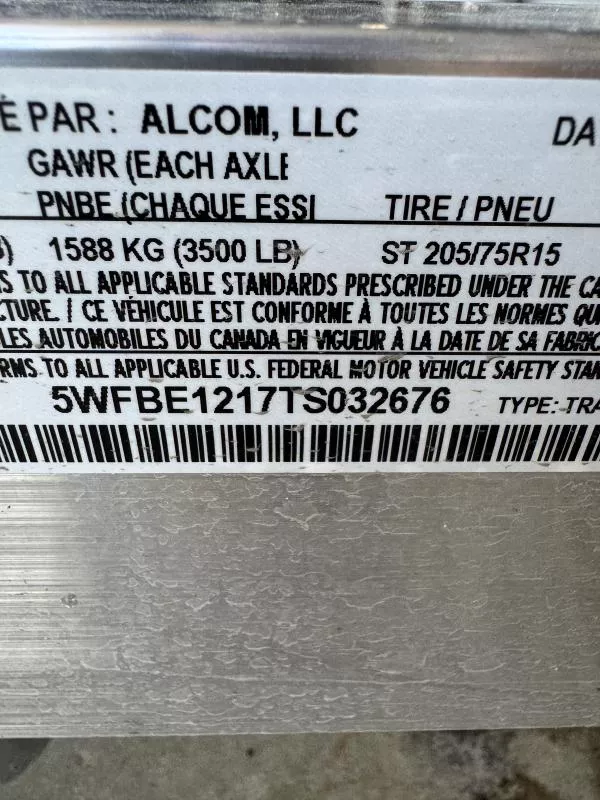 É PAR : ALCOM, LLC DA
GAWR (EACH AXLE
PNBE (CHAQUE ESSI TIRE / PNEU
) 1588 KG (3500 LB) ST 205/75R15
S TO ALL APPLICABLE STANDARDS PRESCRIBED UNDER THE CA
CTURE. / CE VÉHICULE EST CONFORME À TOUTES LES NORMES QU
LES AUTOMOBILES DU CANADA EN VIGUEUR À LA DATE DE SA FABRIC
RMS TO ALL APPLICABLE U.S. FEDERAL MOTOR VEHICLE SAFETY STAN
5WFBE1217TS032676 TYPE: TRA